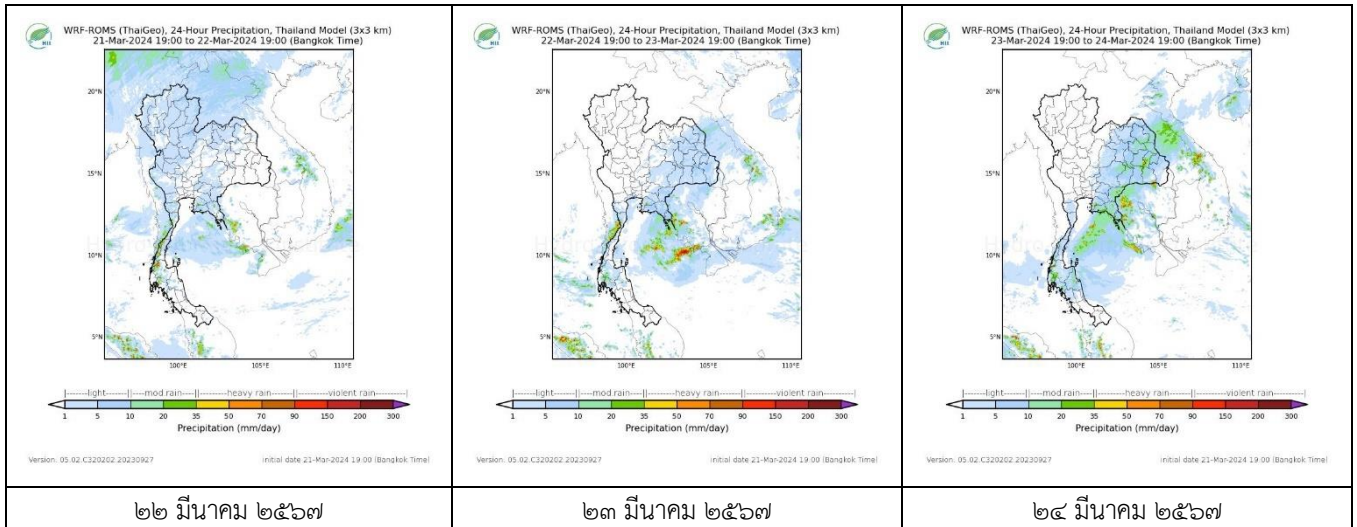 WRF-ROMS (ThaiGeo), 24-Hour Precipitation, Thailand Model (3x3 km)
21-Mar-2024 19:00 to 22-Mar-2024 19:00 (Bangkok Time)
20°N
15°N
10°N
5°N
100°E 105°E 110°E
light mod rain heavy rain violent rain
1 5 10 20 35 50 70 90 150 200 300
Precipitation (mm/day)
Version: 05.02.C320202.20230927 initial date 21-Mar-2024 19:00 (Bangkok Time)
๒๒ มีนาคม ๒๕๖๗
WRF-ROMS (ThaiGeo), 24-Hour Precipitation, Thailand Model (3x3 km)
22-Mar-2024 19:00 to 23-Mar-2024 19:00 (Bangkok Time)
20°N
15°N
10°N
5°N
100°E 105°E 110°E
light mod rain heavy rain violent rain
1 5 10 20 35 50 70 90 150 200 300
Precipitation (mm/day)
Version: 05.02.C320202.20230927 initial date 21-Mar-2024 19:00 (Bangkok Time)
๒๓ มีนาคม ๒๕๖๗
WRF-ROMS (ThaiGeo), 24-Hour Precipitation, Thailand Model (3x3 km)
23-Mar-2024 19:00 to 24-Mar-2024 19:00 (Bangkok Time)
20°N
15°N
10°N
5°N
100°E 105°E 110°E
light mod rain heavy rain violent rain
1 5 10 20 35 50 70 90 150 200 300
Precipitation (mm/day)
Version: 05.02.C320202.20230927 initial date 21-Mar-2024 19:00 (Bangkok Time)
๒๔ มีนาคม ๒๕๖๗